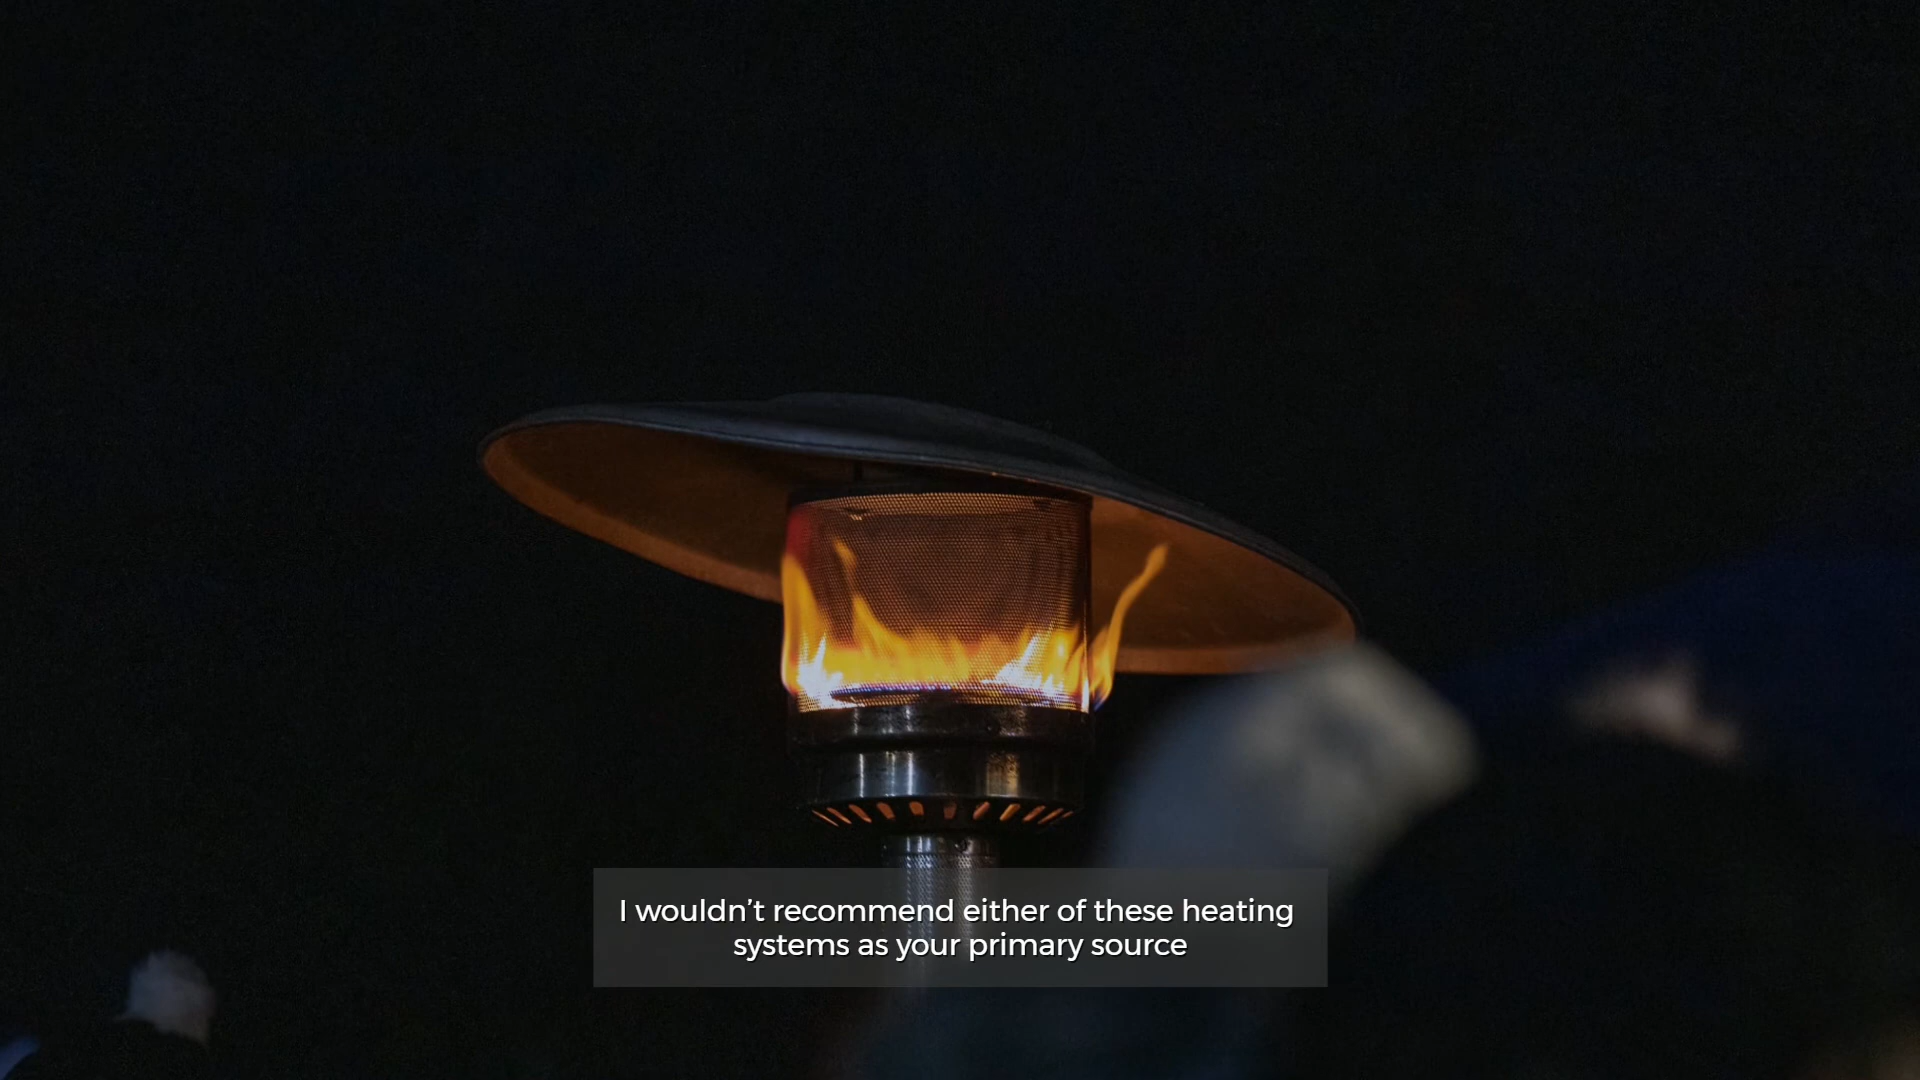 I wouldn’t recommend either of these heating
systems as your primary source